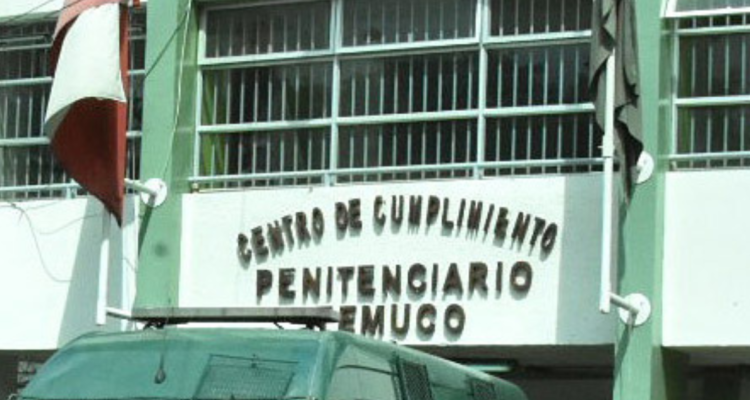 CENTRO DE CUMPLIMIENTO
PENITENCIARIO
EMUCO